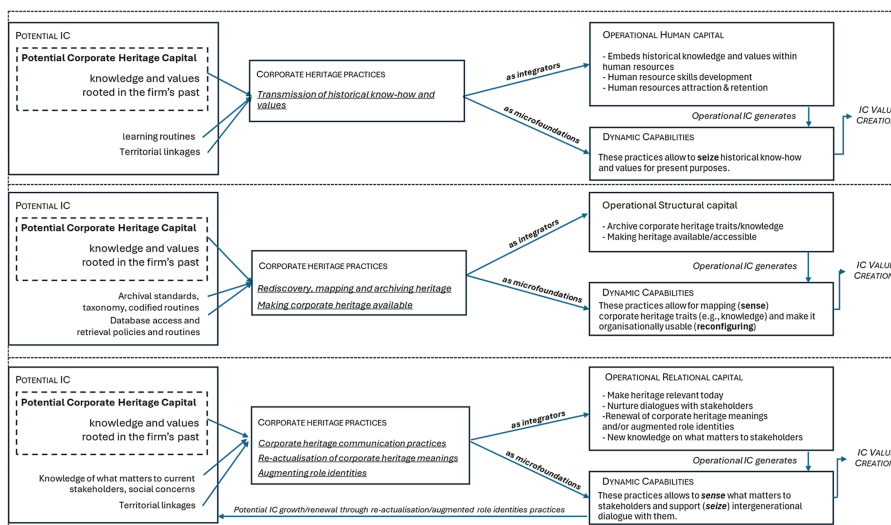 POTENTIAL IC
Potential Corporate Heritage Capital
knowledge and values
rooted in the firm's past
learning routines
Territorial linkages
CORPORATE HERITAGE PRACTICES
Transmission of historical know-how and
values
as integrators
as microfoundations
OPERATIONAL HUMAN CAPITAL
- Embeds historical knowledge and values within
human resources
- Human resource skills development
- Human resources attraction & retention
Operational IC generates
DYNAMIC CAPABILITIES
These practices allow to seize historical know-how
and values for present purposes.
IC VALU
CREATION
POTENTIAL IC
Potential Corporate Heritage Capital
knowledge and values
rooted in the firm's past
Archival standards,
taxonomy, codified routines
Database access and
retrieval policies and routines
CORPORATE HERITAGE PRACTICES
Rediscovery, mapping and archiving heritage
Making corporate heritage available
as integrators
as microfoundations
Operational Structural capital
- Archive corporate heritage traits/knowledge
- Making heritage available/accessible
Operational IC generates
DYNAMIC CAPABILITIES
These practices allow for mapping (sense)
corporate heritage traits (e.g., knowledge) and make it
organisationally usable (reconfiguring)
IC VALU
CREATION
POTENTIAL IC
Potential Corporate Heritage Capital
knowledge and values
rooted in the firm's past
Knowledge of what matters to current
stakeholders, social concerns
Territorial linkages
CORPORATE HERITAGE PRACTICES
Corporate heritage communication practices
Re-actualisation of corporate heritage meanings
Augmenting role identities
as integrators
as microfoundations
OPERATIONAL RELATIONAL CAPITAL
- Make heritage relevant today
- Nurture dialogues with stakeholders
-Renewal of corporate heritage meanings
and/or augmented role identities
- New knowledge on what matters to stakeholders
Operational IC generates
DYNAMIC CAPABILITIES
These practices allows to sense what matters to
stakeholders and support (seize) intergenerational
dialogue with them.
IC VALU
CREATION
Potential IC growth/renewal through re-actualisation/augmented role identities practices